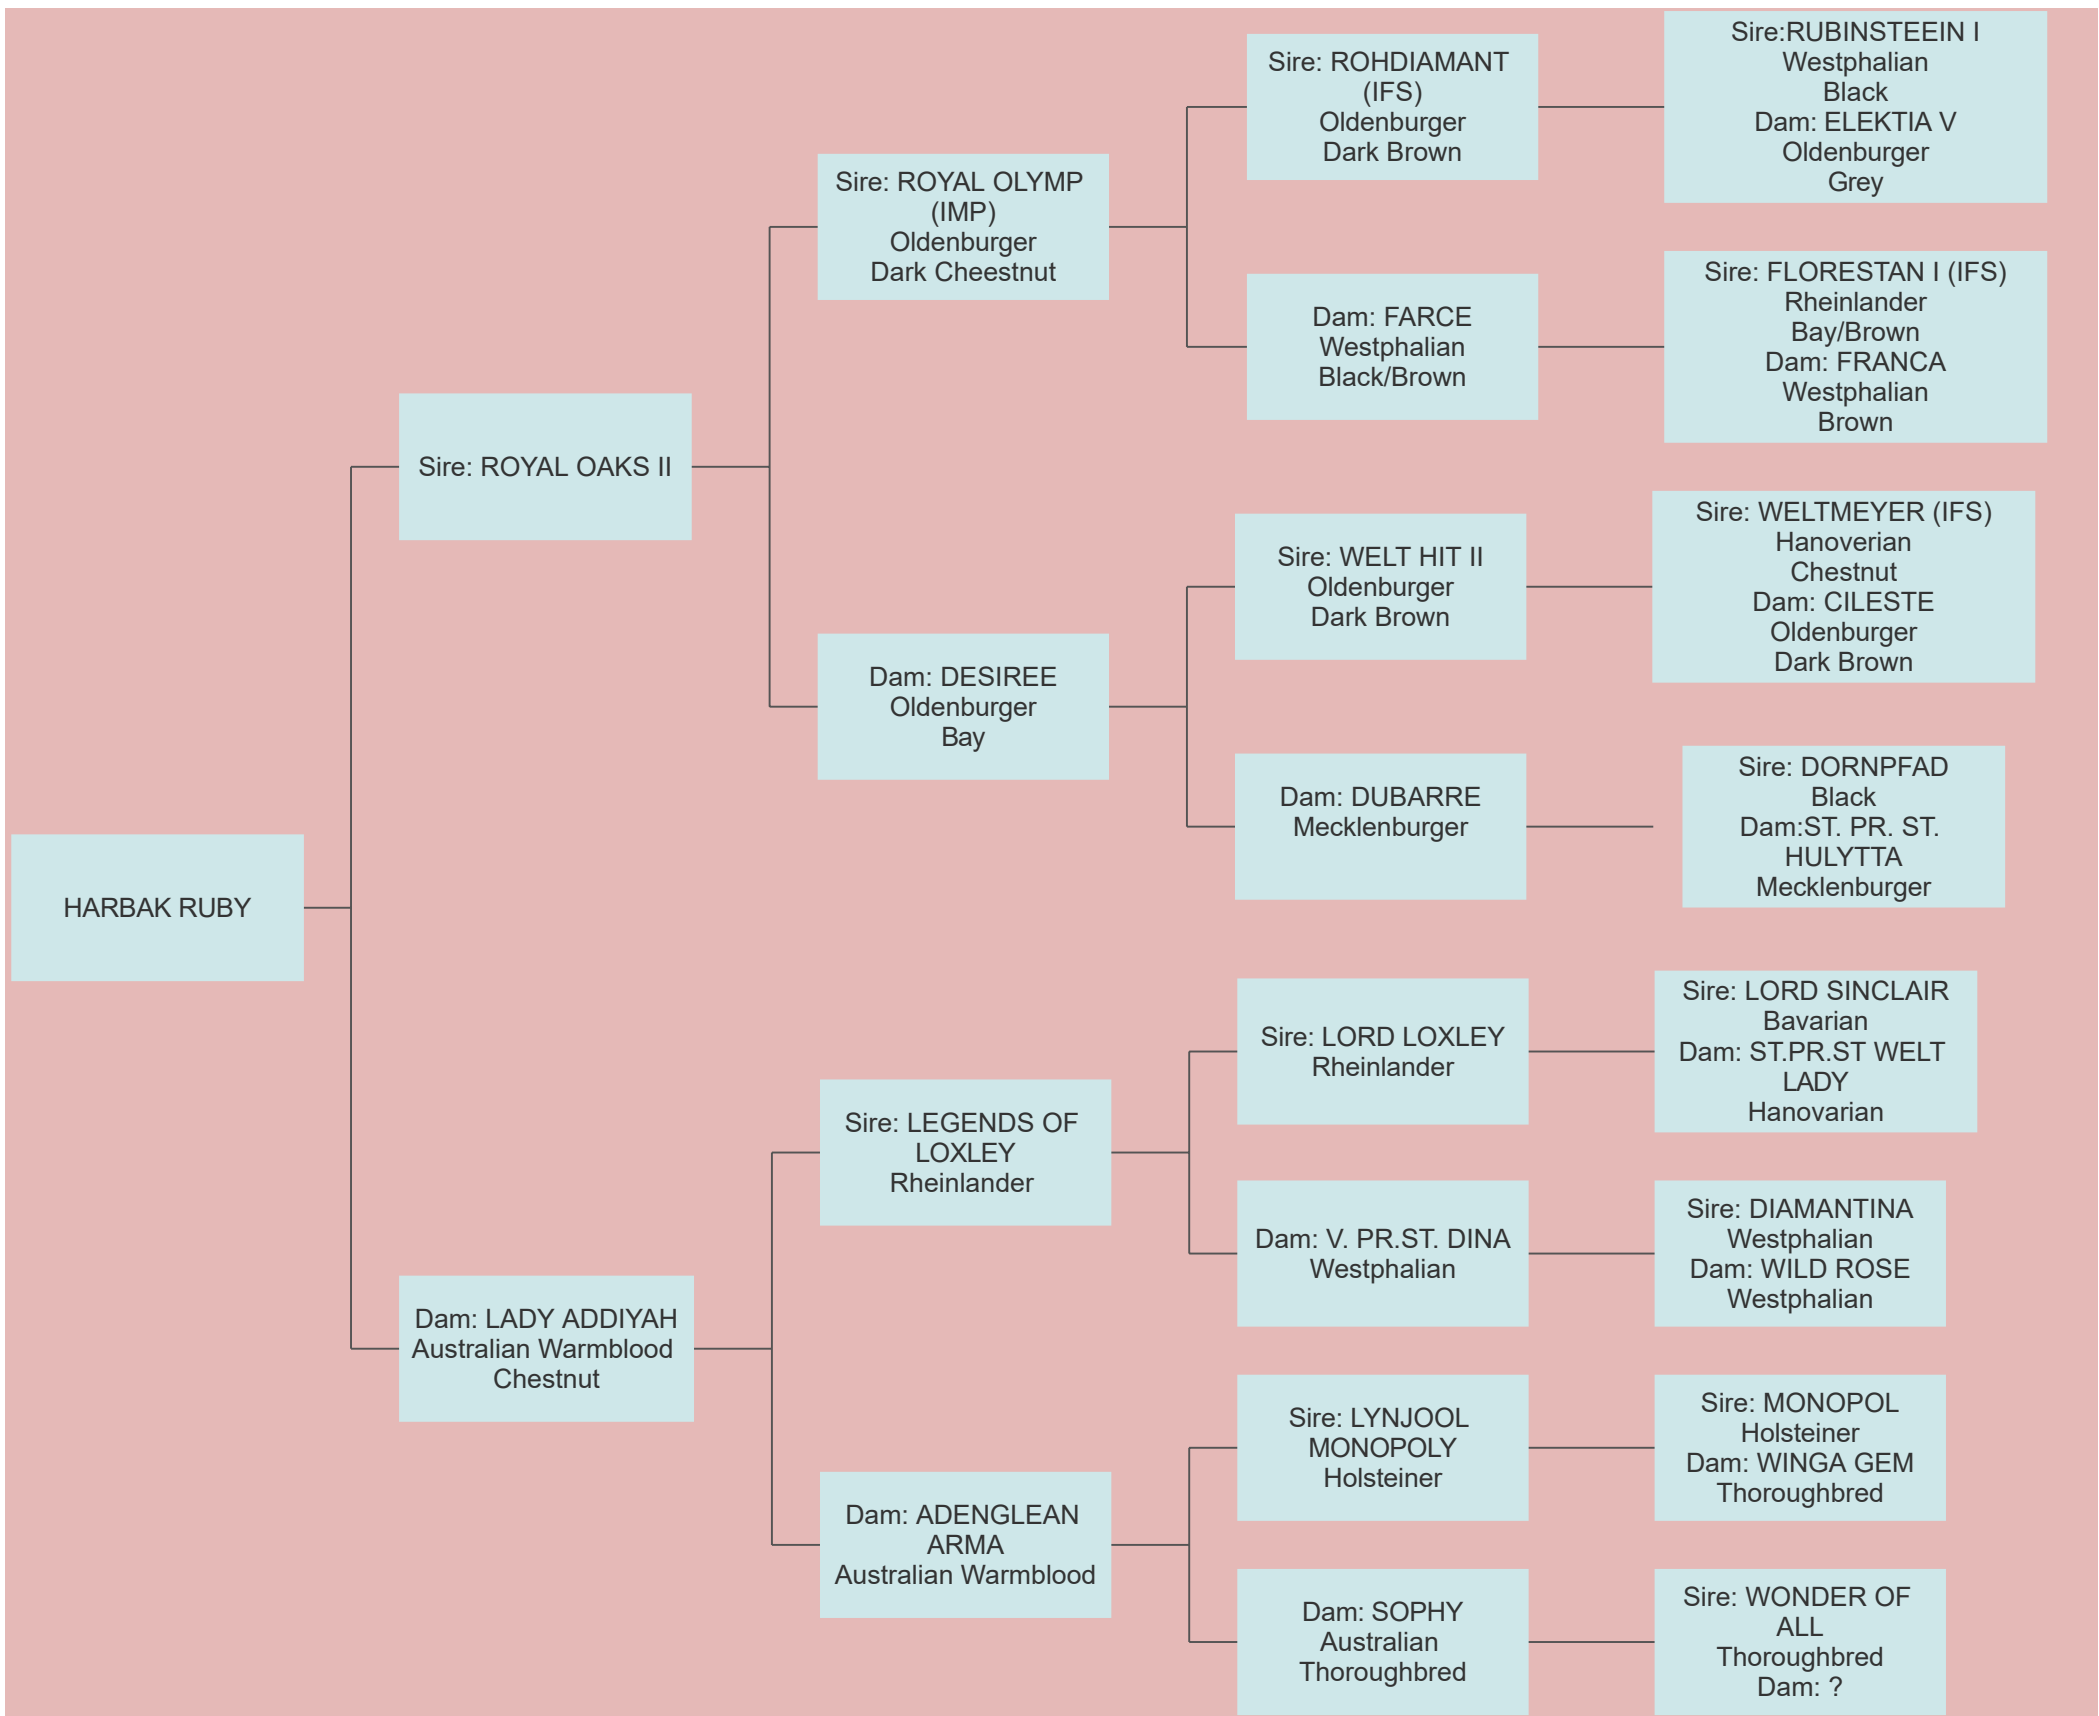 HARBAK RUBY
Sire: ROYAL OAKS II
Dam: LADY ADDIYAH
Australian Warmblood
Chestnut
Sire: ROYAL OLYMP
(IMP)
Oldenburger
Dark Cheestnut
Dam: DESIREE
Oldenburger
Bay
Sire: LEGENDS OF
LOXLEY
Rheinlander
Dam: ADENGLEAN
ARMA
Australian Warmblood
Sire: ROHDIAMANT
(IFS)
Oldenburger
Dark Brown
Dam: FARCE
Westphalian
Black/Brown
Sire: WELT HIT II
Oldenburger
Dark Brown
Dam: DUBARRE
Mecklenburger
Sire: LORD LOXLEY
Rheinlander
Dam: V. PR.ST. DINA
Westphalian
Sire: LYNJOOL
MONOPOLY
Holsteiner
Dam: SOPHY
Australian
Thoroughbred
Sire:RUBINSTEEIN I
Westphalian
Black
Dam: ELEKTIA V
Oldenburger
Grey
Sire: FLORESTAN I (IFS)
Rheinlander
Bay/Brown
Dam: FRANCA
Westphalian
Brown
Sire: WELTMEYER (IFS)
Hanoverian
Chestnut
Dam: CILESTE
Oldenburger
Dark Brown
Sire: DORNPFAD
Black
Dam:ST. PR. ST.
HULYTTA
Mecklenburger
Sire: LORD SINCLAIR
Bavarian
Dam: ST.PR.ST WELT
LADY
Hanovarian
Sire: DIAMANTINA
Westphalian
Dam: WILD ROSE
Westphalian
Sire: MONOPOL
Holsteiner
Dam: WINGA GEM
Thoroughbred
Sire: WONDER OF
ALL
Thoroughbred
Dam: ?